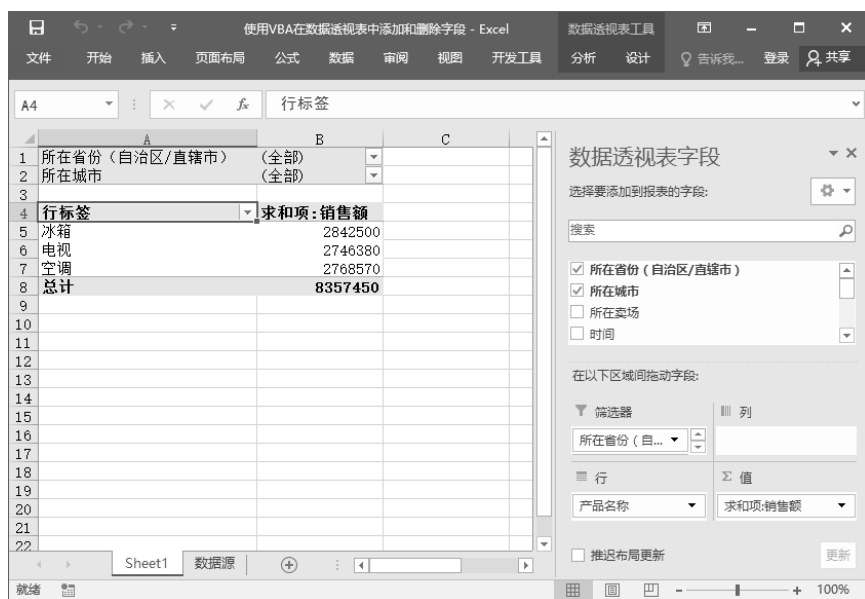 使用VBA在数据透视表中添加和删除字段 - Excel
数据透视表工具
文件 开始 插入 页面布局 公式 数据 审阅 视图 开发工具 分析 设计 告诉我... 登录 共享
A4 fx 行标签
A B C
1 所在省份（自治区/直辖市） (全部)
2 所在城市 (全部)
3
4 行标签 求和项:销售额
5 冰箱 2842500
6 电视 2746380
7 空调 2768570
8 总计 8357450
9
10
11
12
13
14
15
16
17
18
19
20
21
22
数据透视表字段
选择要添加到报表的字段:
搜索
所在省份（自治区/直辖市）
所在城市
所在卖场
时间
在以下区域间拖动字段:
筛选器 列
所在省份（自...
行 Σ 值
产品名称 求和项:销售额
推迟布局更新 更新
Sheet1 数据源
就绪 100%